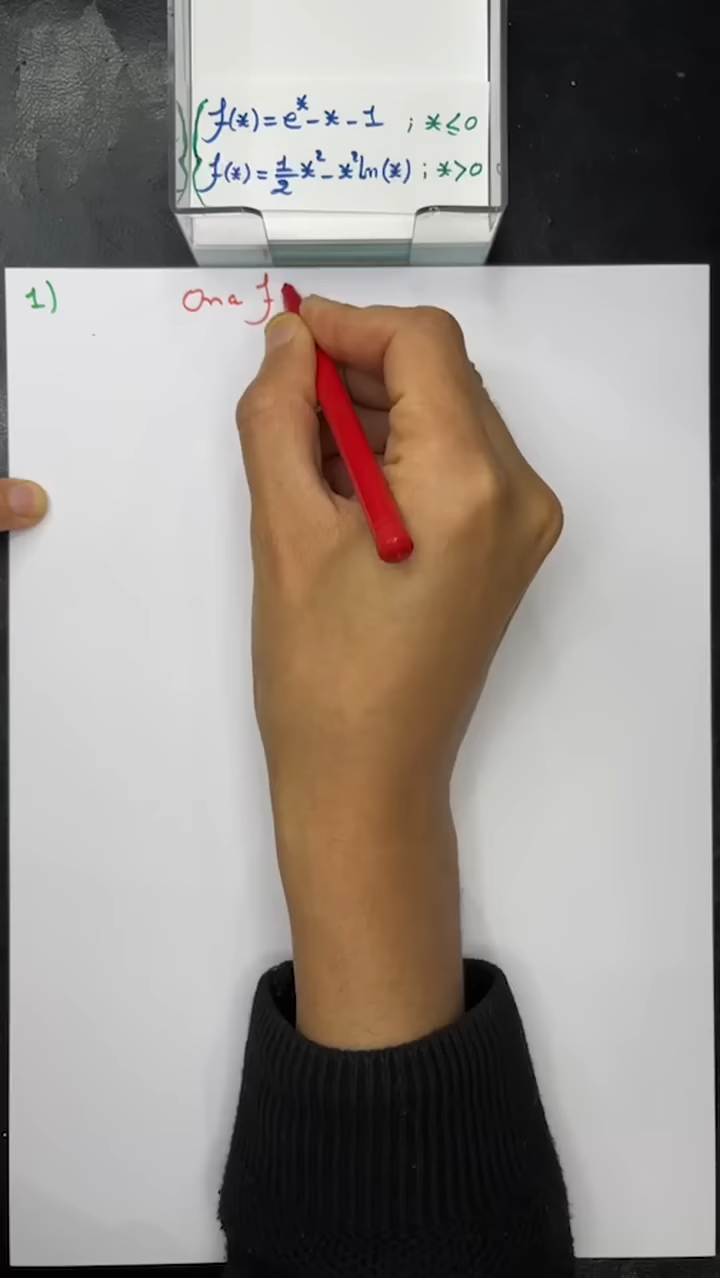 f(x) = e^x - x - 1 ; x ≤ 0
f(x) = 1/2 x² - x² ln(x) ; x > 0
1) On a f